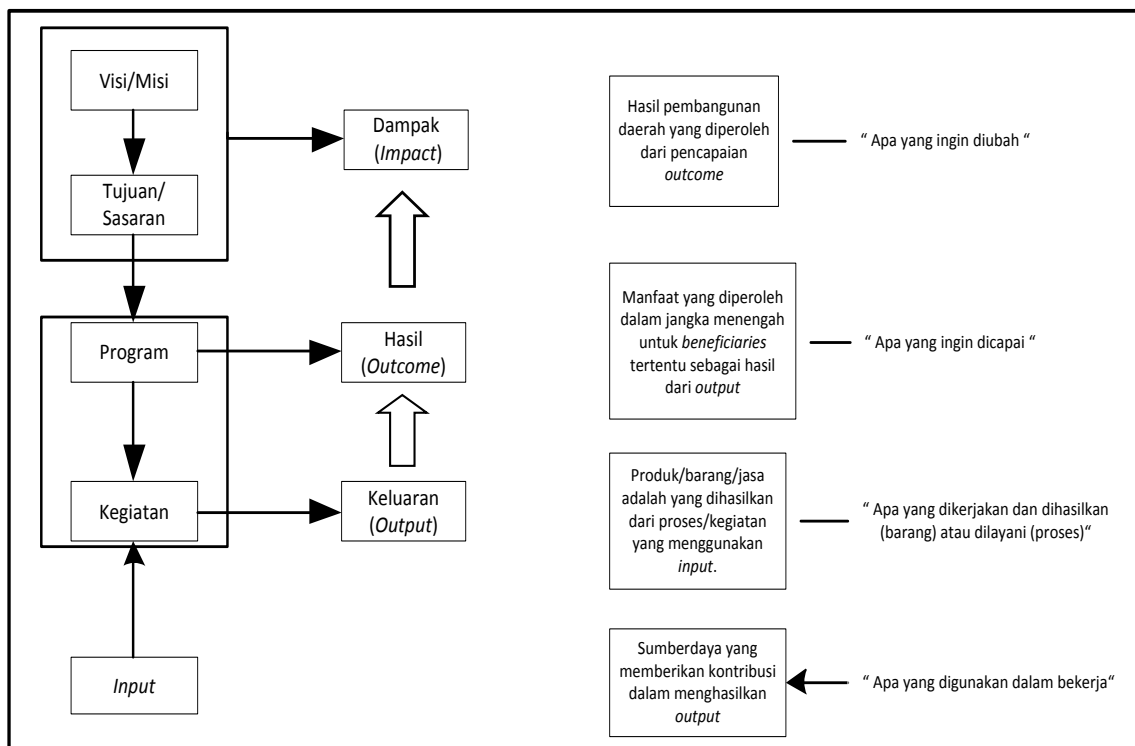 Visi/Misi
Tujuan/
Sasaran
Dampak
(Impact)
Hasil pembangunan
daerah yang diperoleh
dari pencapaian
outcome
“ Apa yang ingin diubah “
Program
Hasil
(Outcome)
Manfaat yang diperoleh
dalam jangka menengah
untuk beneficiaries
tertentu sebagai hasil
dari output
“ Apa yang ingin dicapai “
Kegiatan
Keluaran
(Output)
Produk/barang/jasa
adalah yang dihasilkan
dari proses/kegiatan
yang menggunakan
input.
“ Apa yang dikerjakan dan dihasilkan
(barang) atau dilayani (proses)“
Input
Sumberdaya yang
memberikan kontribusi
dalam menghasilkan
output
“ Apa yang digunakan dalam bekerja“